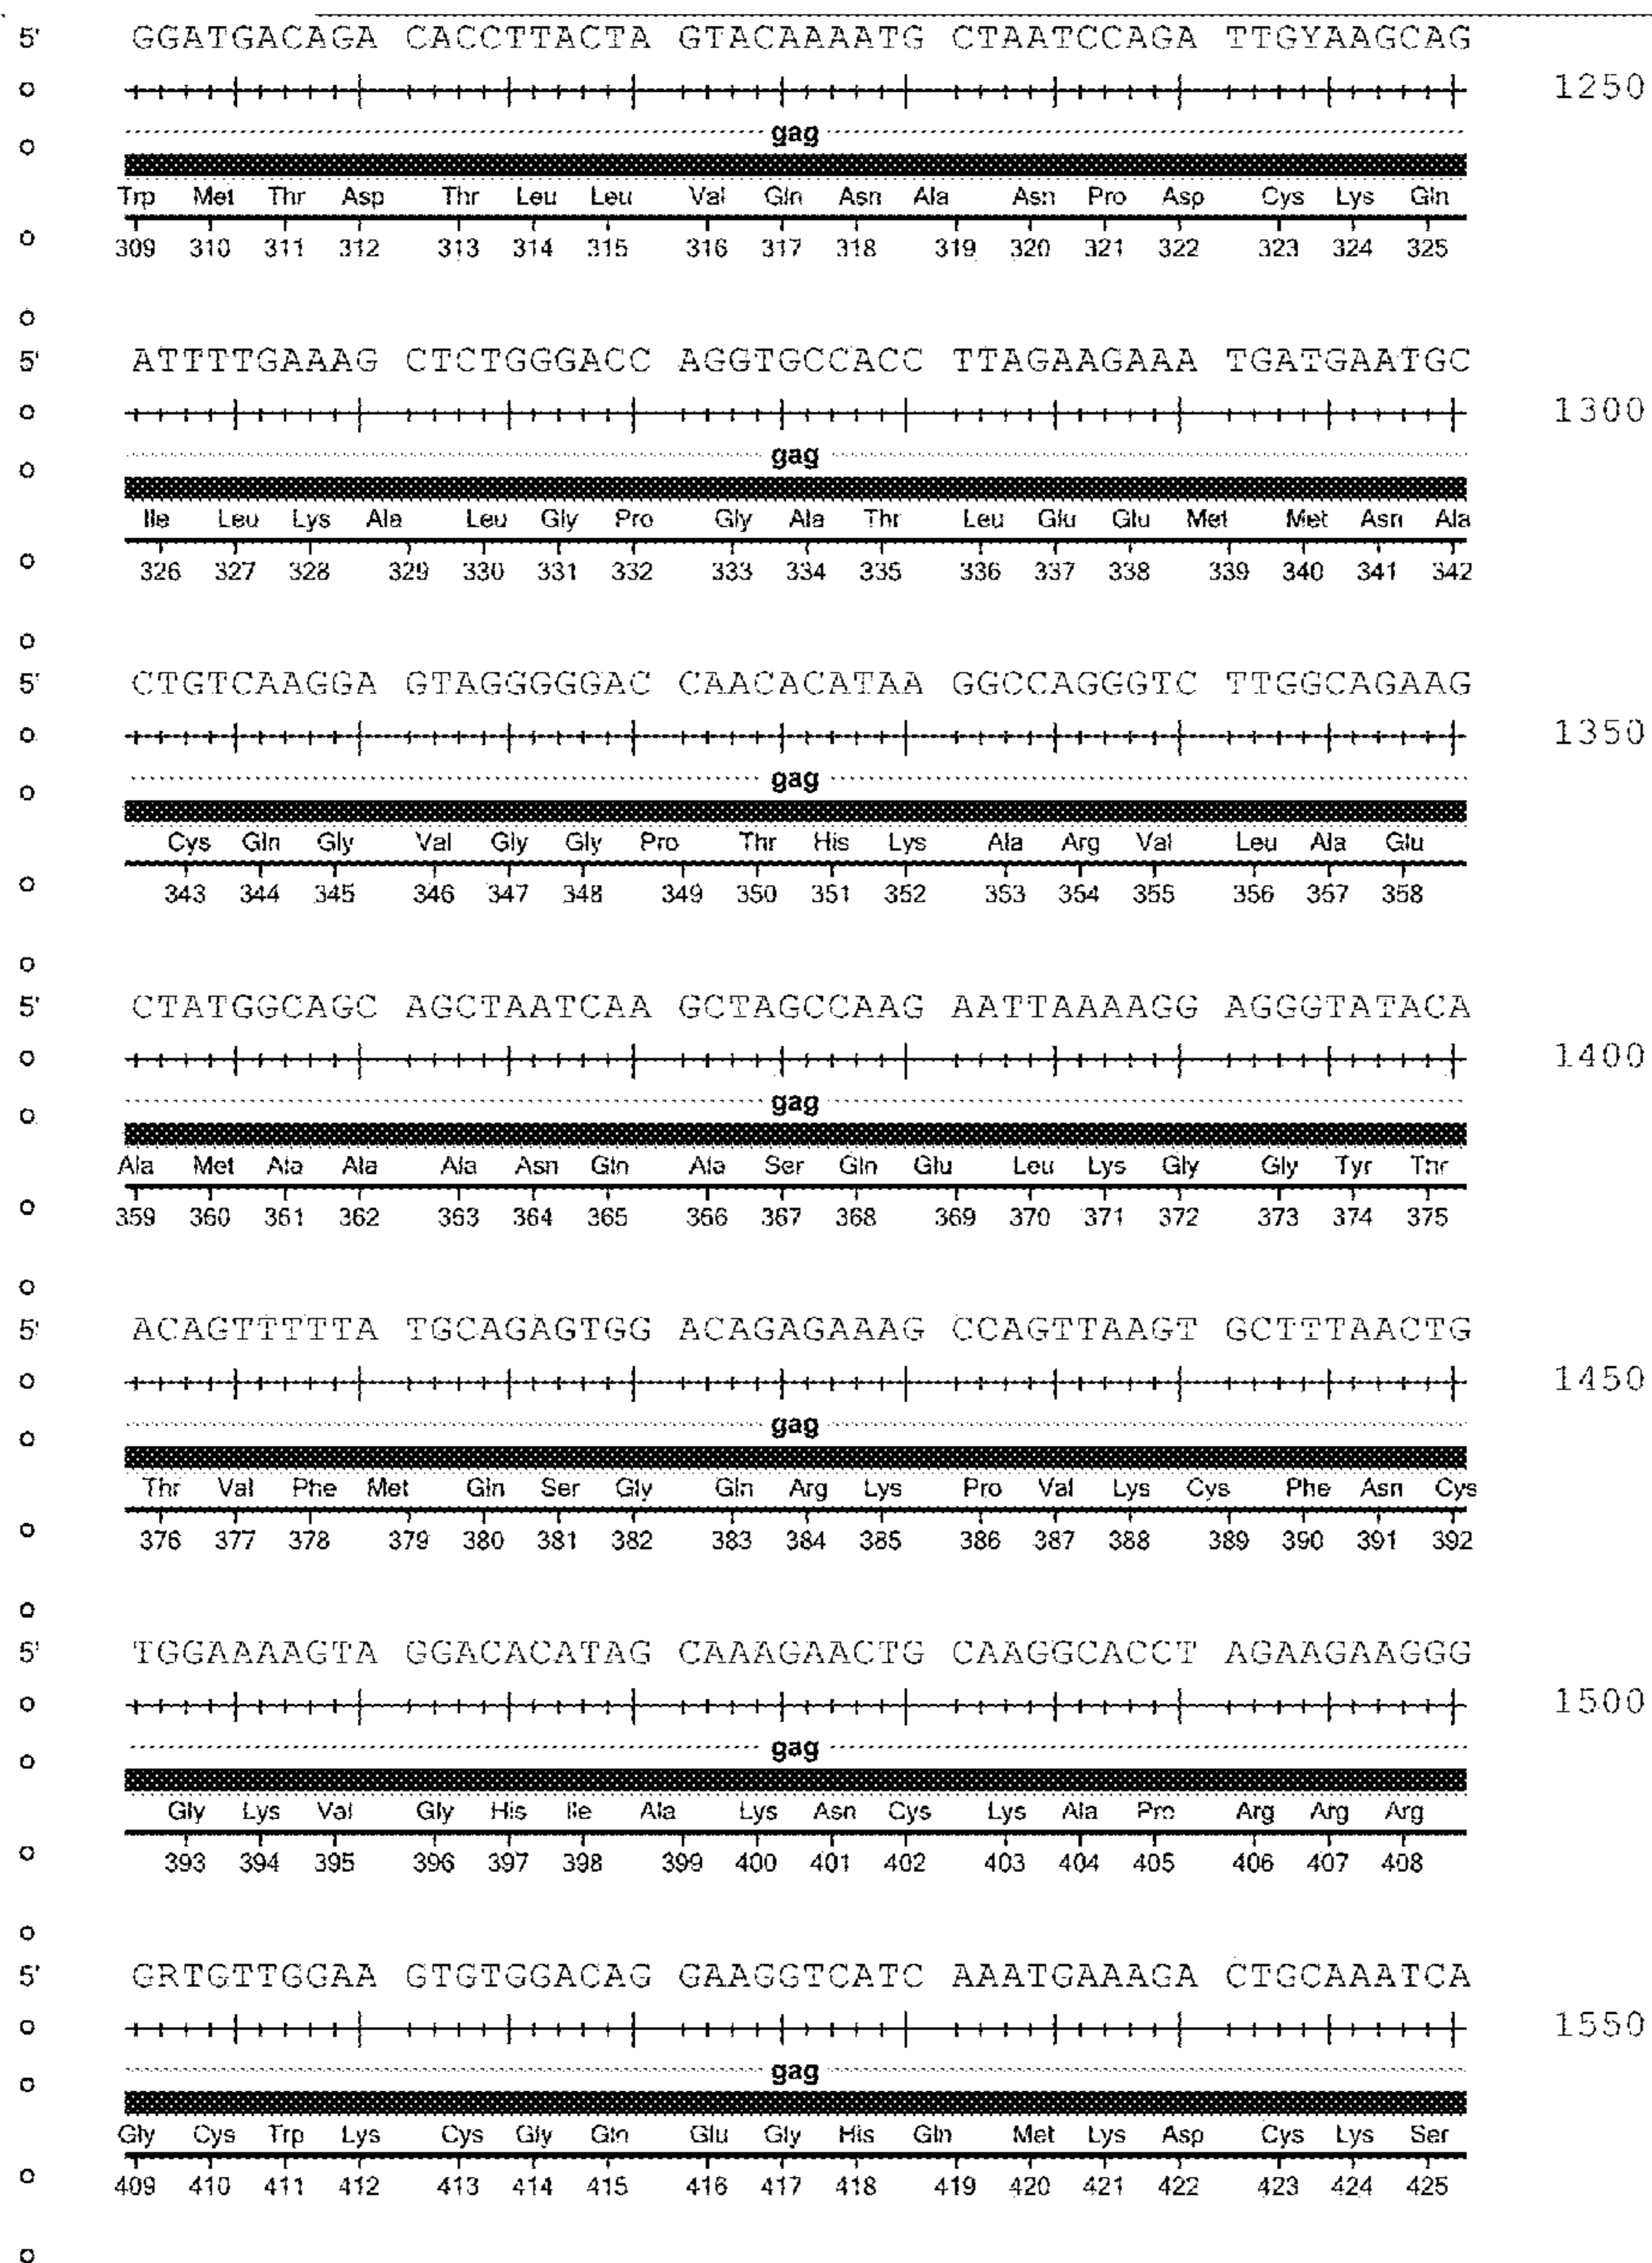 5' GGATGACAGA CACCTTACTA GTACAAAATG CTAATCCAGA TTGYAAGCAG
1250
gag
Trp Met Thr Asp Thr Leu Leu Val Gln Asn Ala Asn Pro Asp Cys Lys Gln
309 310 311 312 313 314 315 316 317 318 319 320 321 322 323 324 325
5' ATTTTGAAAG CTCTGGGACC AGGTGCCACC TTAGAAGAAA TGATGAATGC
1300
gag
Ile Leu Lys Ala Leu Gly Pro Gly Ala Thr Leu Glu Glu Met Met Asn Ala
326 327 328 329 330 331 332 333 334 335 336 337 338 339 340 341 342
5' CTGTCAAGGA GTAGGGGGAC CAACACATAA GGCCAGGGTC TTGGCAGAAG
1350
gag
Cys Gln Gly Val Gly Gly Pro Thr His Lys Ala Arg Val Leu Ala Glu
343 344 345 346 347 348 349 350 351 352 353 354 355 356 357 358
5' CTATGGCAGC AGCTAATCAA GCTAGCCAAG AATTAAAAGG AGGGTATACA
1400
gag
Ala Met Ala Ala Ala Asn Gln Ala Ser Gln Glu Leu Lys Gly Gly Tyr Thr
359 360 361 362 363 364 365 366 367 368 369 370 371 372 373 374 375
5' ACAGTTTTTA TGCAGAGTGG ACAGAGAAAG CCAGTTAAGT GCTTTAACTG
1450
gag
Thr Val Phe Met Gln Ser Gly Gln Arg Lys Pro Val Lys Cys Phe Asn Cys
376 377 378 379 380 381 382 383 384 385 386 387 388 389 390 391 392
5' TGGAAAAGTA GGACACATAG CAAAGAACTG CAAGGCACCT AGAAGAAGGG
1500
gag
Gly Lys Val Gly His Ile Ala Lys Asn Cys Lys Ala Pro Arg Arg Arg
393 394 395 396 397 398 399 400 401 402 403 404 405 406 407 408
5' GRTGTTGGAA GTGTGGACAG GAAGGTCATC AAATGAAAGA CTGCAAATCA
1550
gag
Gly Cys Trp Lys Cys Gly Gln Glu Gly His Gln Met Lys Asp Cys Lys Ser
409 410 411 412 413 414 415 416 417 418 419 420 421 422 423 424 425